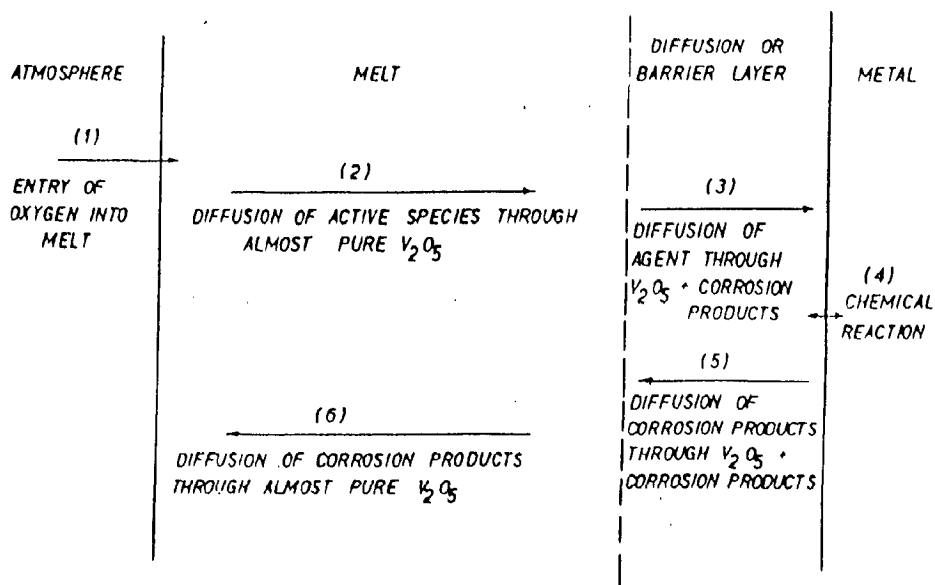 ATMOSPHERE
MELT
DIFFUSION OR
BARRIER LAYER
METAL
(1)
ENTRY OF
OXYGEN INTO
MELT
(2)
DIFFUSION OF ACTIVE SPECIES THROUGH
ALMOST PURE V₂O₅
(3)
DIFFUSION OF
AGENT THROUGH
V₂O₅ + CORROSION
PRODUCTS
(4)
CHEMICAL
REACTION
(5)
DIFFUSION OF
CORROSION PRODUCTS
THROUGH V₂O₅ +
CORROSION PRODUCTS
(6)
DIFFUSION OF CORROSION PRODUCTS
THROUGH ALMOST PURE V₂O₅